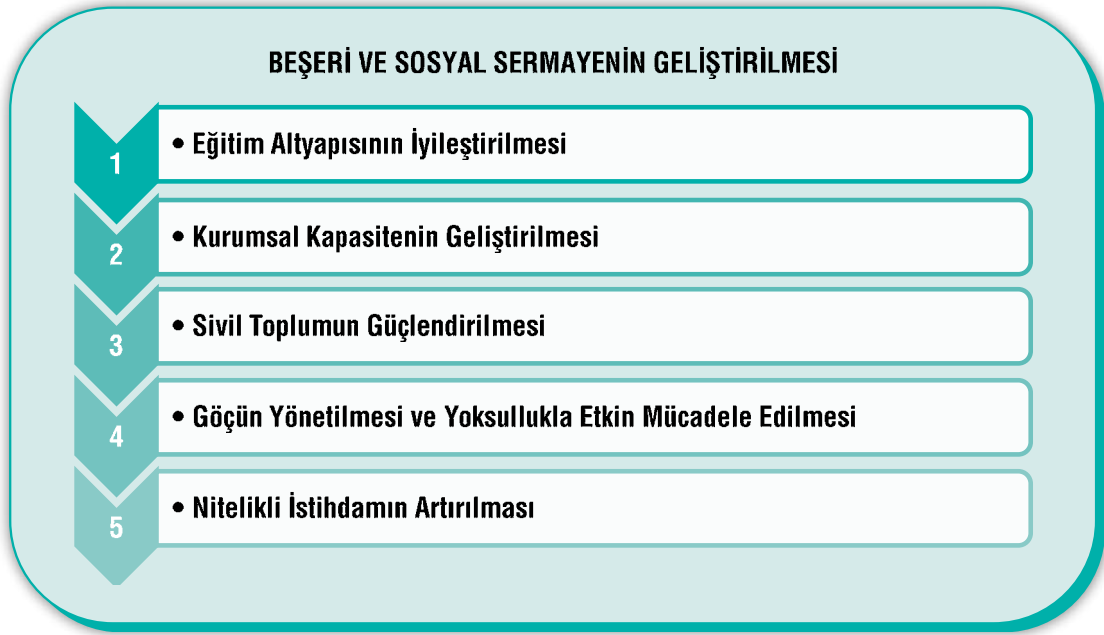 BEŞERİ VE SOSYAL SERMAYENİN GELİŞTİRİLMESİ
1
• Eğitim Altyapısının İyileştirilmesi
2
• Kurumsal Kapasitenin Geliştirilmesi
3
• Sivil Toplumun Güçlendirilmesi
4
• Göçün Yönetilmesi ve Yoksullukla Etkin Mücadele Edilmesi
5
• Nitelikli İstihdamın Artırılması